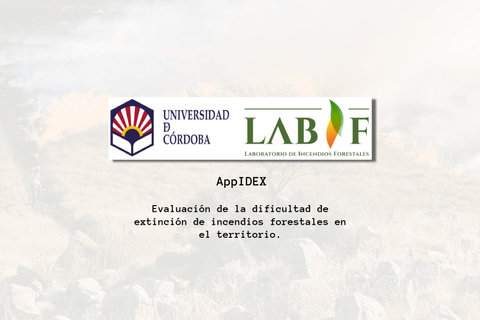 UNIVERSIDAD
Ð
CÓRDOBA
LABIF
LABORATORIO DE INCENDIOS FORESTALES
AppIDEX
Evaluación de la dificultad de
extinción de incendios forestales en
el territorio.